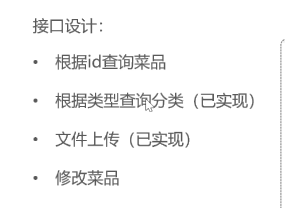 接口设计：
• 根据id查询菜品
• 根据类型查询分类（已实现）
• 文件上传（已实现）
• 修改菜品